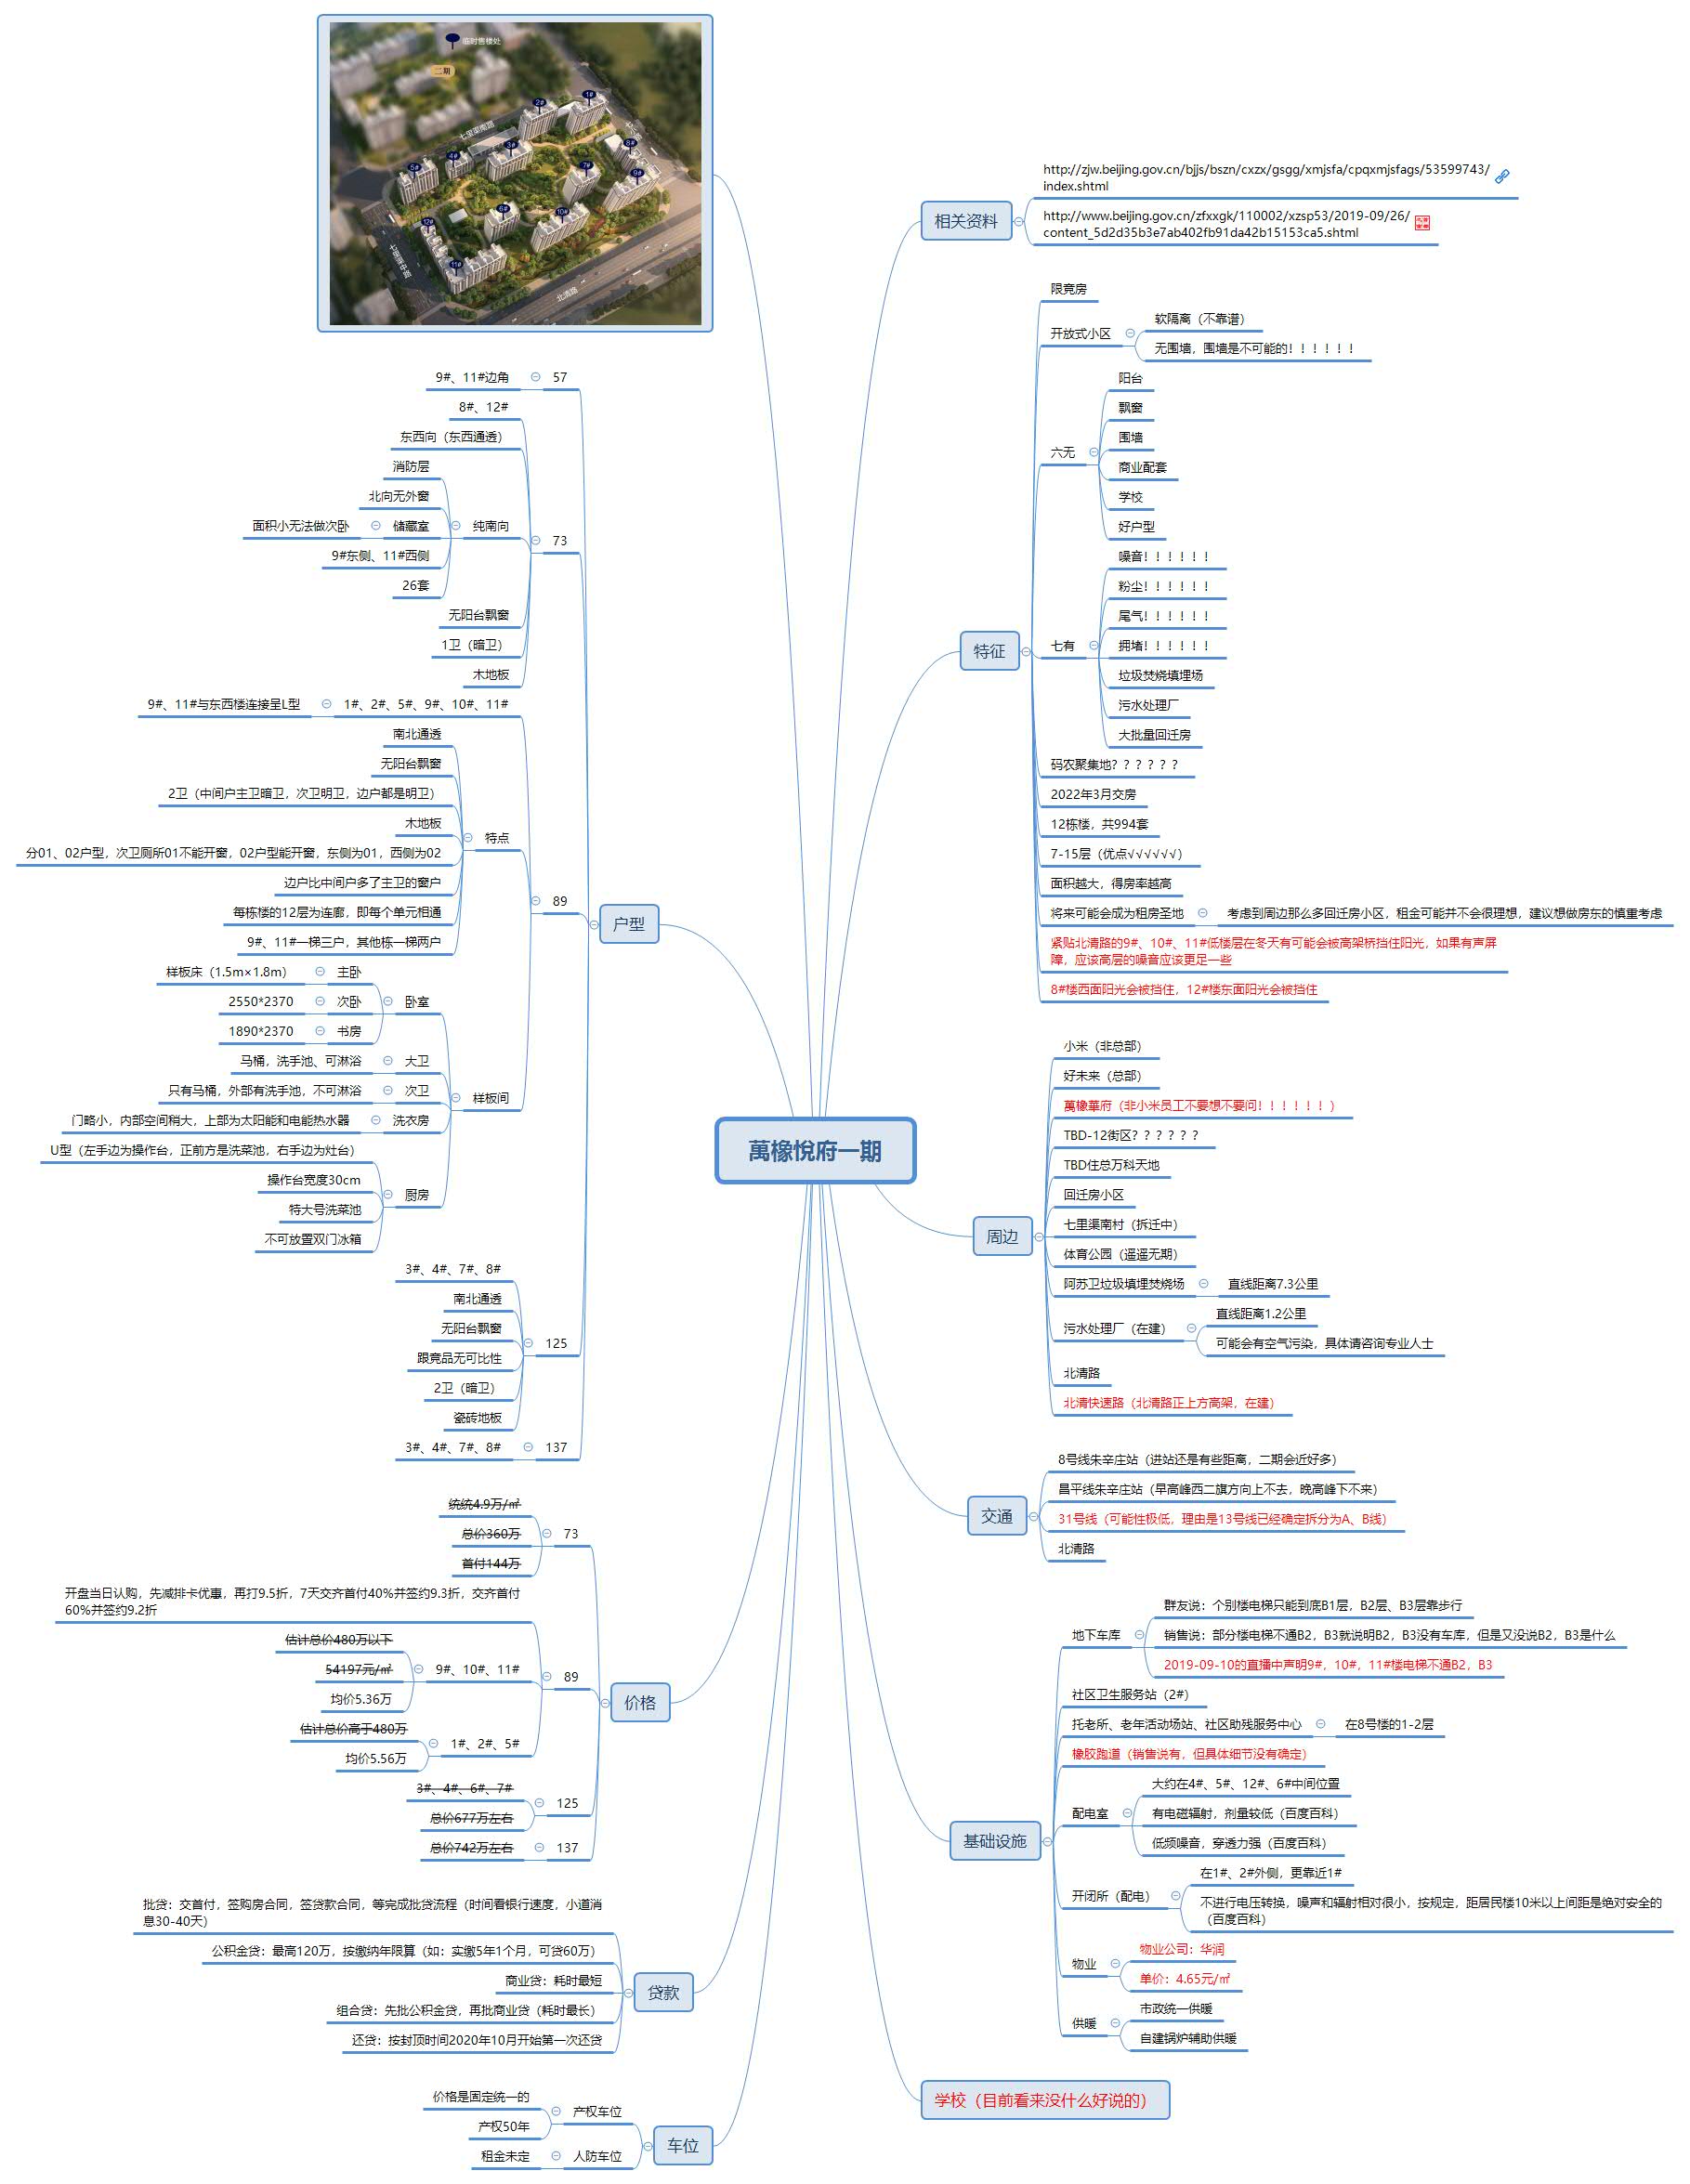 临时售楼处
二期
1#
2#
七里渠南路
3#
8#
4#
5#
7#
9#
6#
10#
12#
11#
北清路
萬橡悅府一期
相关资料
http://zjw.beijing.gov.cn/bjjs/bszn/cxzx/gsgg/xmjsfa/cpqxmjsfags/53599743/
index.shtml
http://www.beijing.gov.cn/zfxxgk/110002/xzsp53/2019-09/26/
content_5d2d35b3e7ab402fb91da42b15153ca5.shtml
特征
限竞房
开放式小区
软隔离（不靠谱）
无围墙，围墙是不可能的！！！！！！
六无
阳台
飘窗
围墙
商业配套
学校
好户型
七有
噪音！！！！！！
粉尘！！！！！！
尾气！！！！！！
拥堵！！！！！！
垃圾焚烧填埋场
污水处理厂
大批量回迁房
码农聚集地？？？？？？
2022年3月交房
12栋楼，共994套
7-15层（优点√√√√√√）
面积越大，得房率越高
将来可能会成为租房圣地
考虑到周边那么多回迁房小区，租金可能并不会很理想，建议想做房东的慎重考虑
紧贴北清路的9#、10#、11#低楼层在冬天有可能会被高架桥挡住阳光，如果有声屏
障，应该高层的噪音应该更足一些
8#楼西面阳光会被挡住，12#楼东面阳光会被挡住
周边
小米（非总部）
好未来（总部）
萬橡華府（非小米员工不要想不要问！！！！！！）
TBD-12街区？？？？？？
TBD住总万科天地
回迁房小区
七里渠南村（拆迁中）
体育公园（遥遥无期）
阿苏卫垃圾填埋焚烧场
直线距离7.3公里
污水处理厂（在建）
直线距离1.2公里
可能会有空气污染，具体请咨询专业人士
北清路
北清快速路（北清路正上方高架，在建）
交通
8号线朱辛庄站（进站还是有些距离，二期会近好多）
昌平线朱辛庄站（早高峰西二旗方向上不去，晚高峰下不来）
31号线（可能性极低，理由是13号线已经确定拆分为A、B线）
北清路
基础设施
地下车库
群友说：个别楼电梯只能到底B1层，B2层、B3层靠步行
销售说：部分楼电梯不通B2，B3就说明B2，B3没有车库，但是又没说B2，B3是什么
2019-09-10的直播中声明9#，10#，11#楼电梯不通B2，B3
社区卫生服务站（2#）
托老所、老年活动场站、社区助残服务中心
在8号楼的1-2层
橡胶跑道（销售说有，但具体细节没有确定）
配电室
大约在4#、5#、12#、6#中间位置
有电磁辐射，剂量较低（百度百科）
低频噪音，穿透力强（百度百科）
开闭所（配电）
在1#、2#外侧，更靠近1#
不进行电压转换，噪声和辐射相对很小，按规定，距居民楼10米以上间距是绝对安全的
（百度百科）
物业
物业公司：华润
单价：4.65元/㎡
供暖
市政统一供暖
自建锅炉辅助供暖
学校（目前看来没什么好说的）
户型
57
9#、11#边角
73
8#、12#
东西向（东西通透）
纯南向
消防层
北向无外窗
储藏室
面积小无法做次卧
9#东侧、11#西侧
26套
无阳台飘窗
1卫（暗卫）
木地板
89
1#、2#、5#、9#、10#、11#
9#、11#与东西楼连接呈L型
特点
南北通透
无阳台飘窗
2卫（中间户主卫暗卫，次卫明卫，边户都是明卫）
木地板
分01、02户型，次卫厕所01不能开窗，02户型能开窗，东侧为01，西侧为02
边户比中间户多了主卫的窗户
每栋楼的12层为连廊，即每个单元相通
9#、11#一梯三户，其他栋一梯两户
样板间
卧室
主卧
样板床（1.5m×1.8m）
次卧
2550*2370
书房
1890*2370
大卫
马桶，洗手池、可淋浴
次卫
只有马桶，外部有洗手池，不可淋浴
洗衣房
门略小，内部空间稍大，上部为太阳能和电能热水器
厨房
U型（左手边为操作台，正前方是洗菜池，右手边为灶台）
操作台宽度30cm
特大号洗菜池
不可放置双门冰箱
125
3#、4#、7#、8#
南北通透
无阳台飘窗
跟竞品无可比性
2卫（暗卫）
瓷砖地板
137
3#、4#、7#、8#
价格
73
统统4.9万/㎡
总价360万
首付144万
89
开盘当日认购，先减排卡优惠，再打9.5折，7天交齐首付40%并签约9.3折，交齐首付
60%并签约9.2折
9#、10#、11#
估计总价480万以下
54197元/㎡
均价5.36万
1#、2#、5#
估计总价高于480万
均价5.56万
125
3#、4#、6#、7#
总价677万左右
137
总价742万左右
贷款
批贷：交首付，签购房合同，签贷款合同，等完成批贷流程（时间看银行速度，小道消
息30-40天）
公积金贷：最高120万，按缴纳年限算（如：实缴5年1个月，可贷60万）
商业贷：耗时最短
组合贷：先批公积金贷，再批商业贷（耗时最长）
还贷：按封顶时间2020年10月开始第一次还贷
车位
产权车位
价格是固定统一的
产权50年
人防车位
租金未定